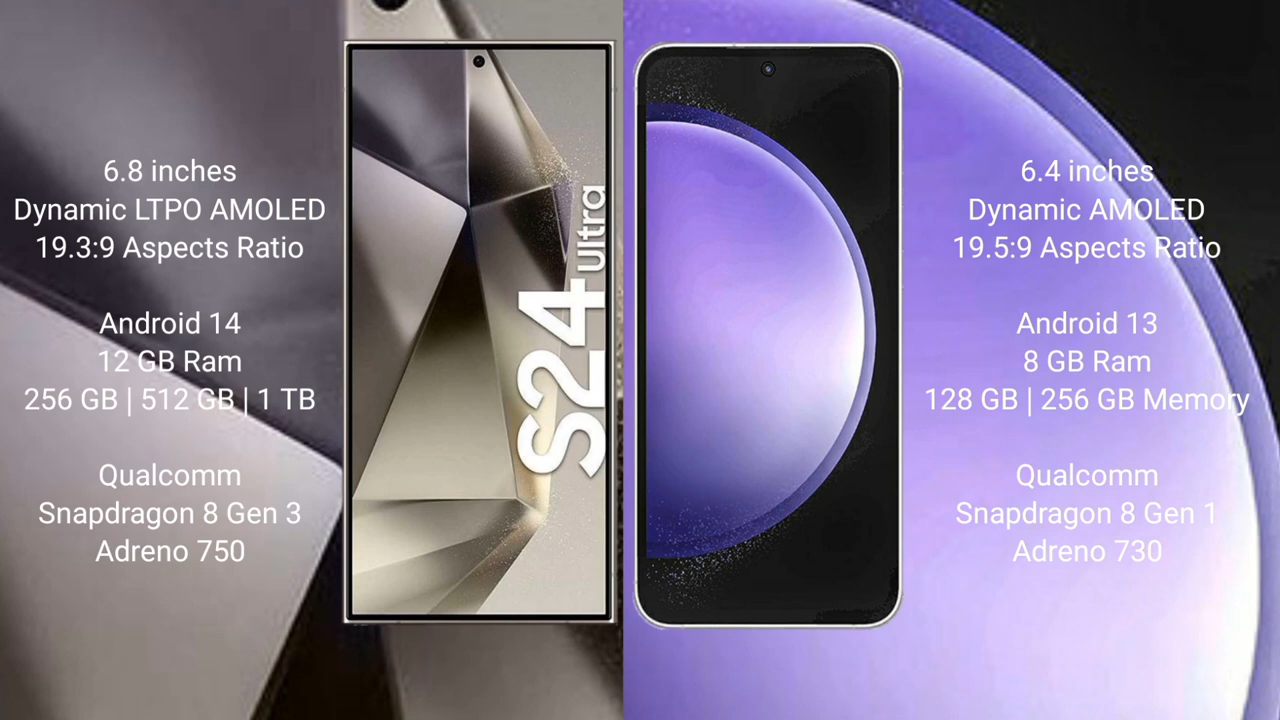 6.8 inches
Dynamic LTPO AMOLED
19.3:9 Aspects Ratio
Android 14
12 GB Ram
256 GB | 512 GB | 1 TB
Qualcomm
Snapdragon 8 Gen 3
Adreno 750
S24 ultra
6.4 inches
Dynamic AMOLED
19.5:9 Aspects Ratio
Android 13
8 GB Ram
128 GB | 256 GB Memory
Qualcomm
Snapdragon 8 Gen 1
Adreno 730